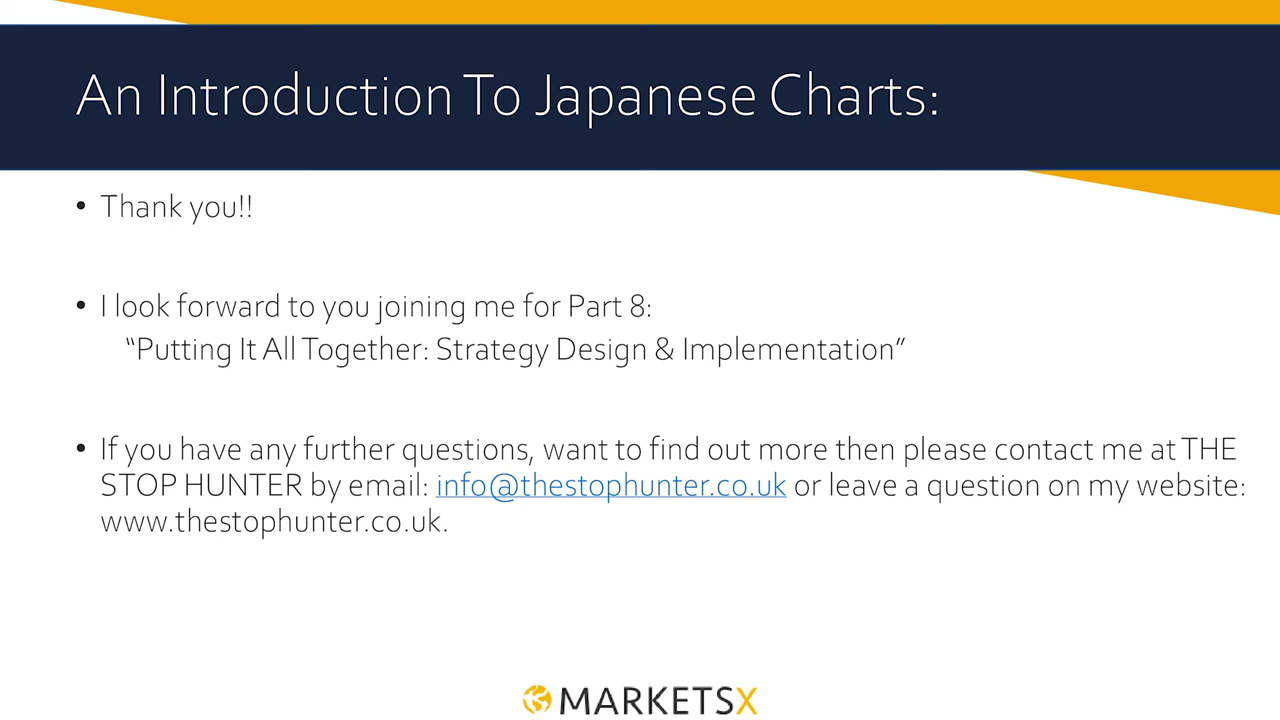 An Introduction To Japanese Charts:
• Thank you!!
• I look forward to you joining me for Part 8:
“Putting It All Together: Strategy Design & Implementation”
• If you have any further questions, want to find out more then please contact me at THE
STOP HUNTER by email: info@thestophunter.co.uk or leave a question on my website:
www.thestophunter.co.uk.
MARKETSX